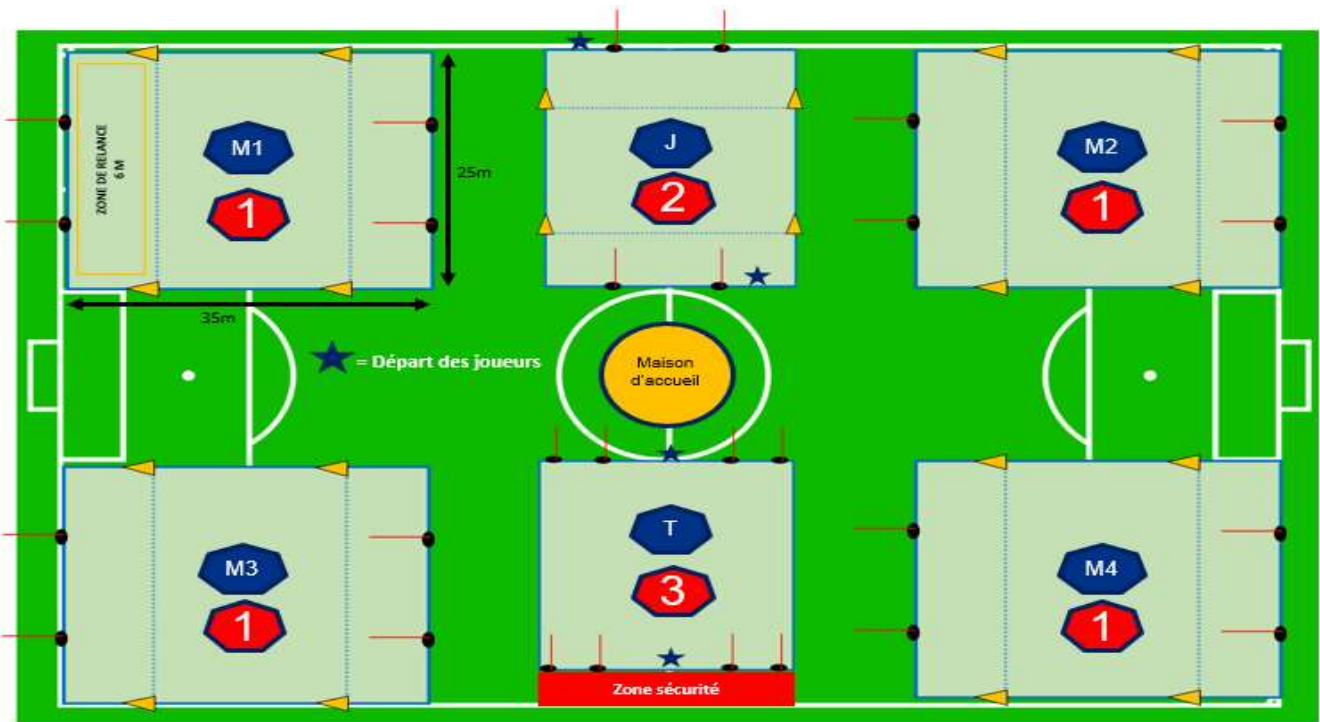 ZONE DE RELANCE
6 M
M1
1
25m
35m
J
2
M2
1
= Départ des joueurs
Maison
d'accueil
M3
1
T
3
Zone sécurité
M4
1